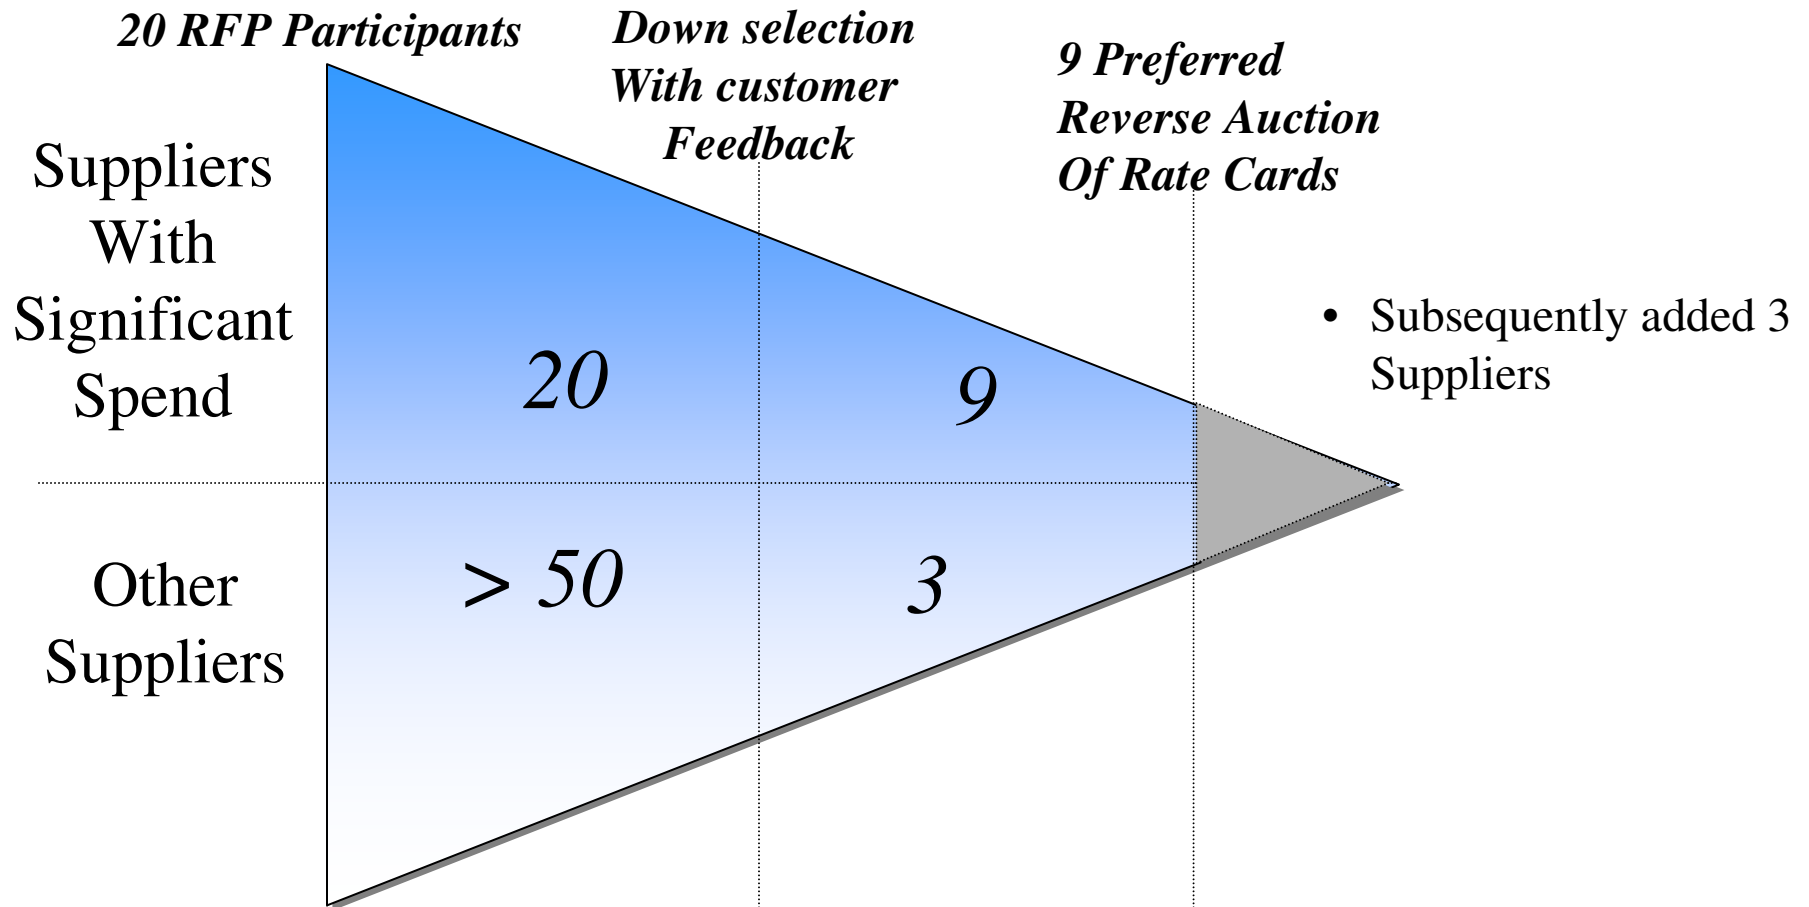 20 RFP Participants
Down selection
With customer
Feedback
9 Preferred
Reverse Auction
Of Rate Cards
Suppliers
With
Significant
Spend
20
9
• Subsequently added 3
Suppliers
Other
Suppliers
> 50
3